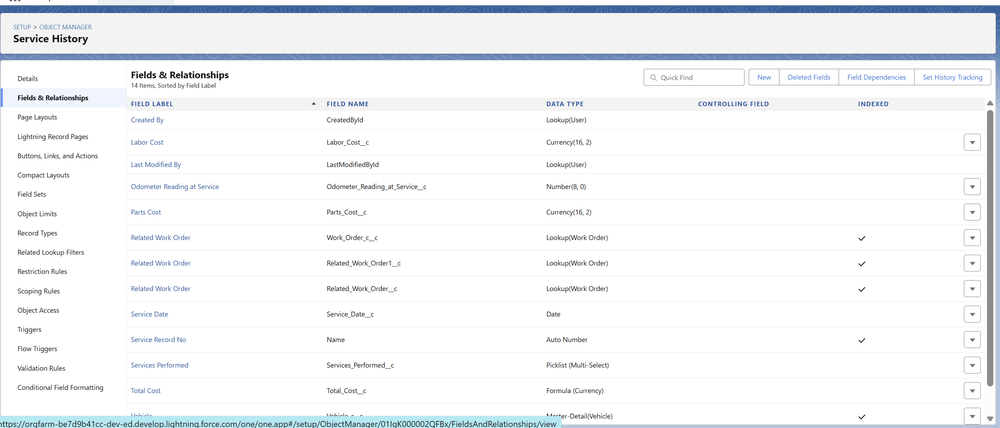 SETUP > OBJECT MANAGER
Service History
Details
Fields & Relationships
Page Layouts
Lightning Record Pages
Buttons, Links, and Actions
Compact Layouts
Field Sets
Object Limits
Record Types
Related Lookup Filters
Restriction Rules
Scoping Rules
Object Access
Triggers
Flow Triggers
Validation Rules
Conditional Field Formatting
Fields & Relationships
14 Items, Sorted by Field Label
Quick Find
New Deleted Fields Field Dependencies Set History Tracking
FIELD LABEL FIELD NAME DATA TYPE CONTROLLING FIELD INDEXED
Created By CreatedById Lookup(User)
Labor Cost Labor_Cost__c Currency(16, 2)
Last Modified By LastModifiedById Lookup(User)
Odometer Reading at Service Odometer_Reading_at_Service__c Number(8, 0)
Parts Cost Parts_Cost__c Currency(16, 2)
Related Work Order Work_Order_c__c Lookup(Work Order)
Related Work Order Related_Work_Order1__c Lookup(Work Order)
Related Work Order Related_Work_Order__c Lookup(Work Order)
Service Date Service_Date__c Date
Service Record No Name Auto Number
Services Performed Services_Performed__c Picklist (Multi-Select)
Total Cost Total_Cost__c Formula (Currency)
Vehicle Vehicle_c__c Master-Detail(Vehicle)
https://orgfarm-be7d9b41cc-dev-ed.develop.lightning.force.com/one/one.app#/setup/ObjectManager/01IgK000002QFBx/FieldsAndRelationships/view